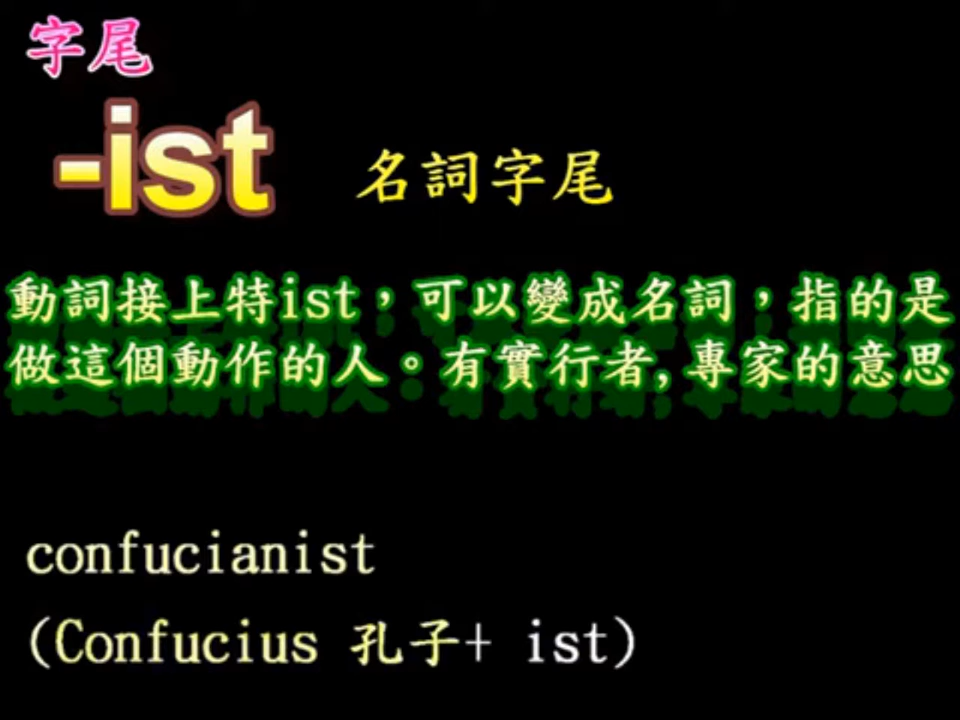 字尾
-ist 名詞字尾
動詞接上特ist，可以變成名詞，指的是
做這個動作的人。有實行者,專家的意思
confucianist
(Confucius 孔子+ ist)